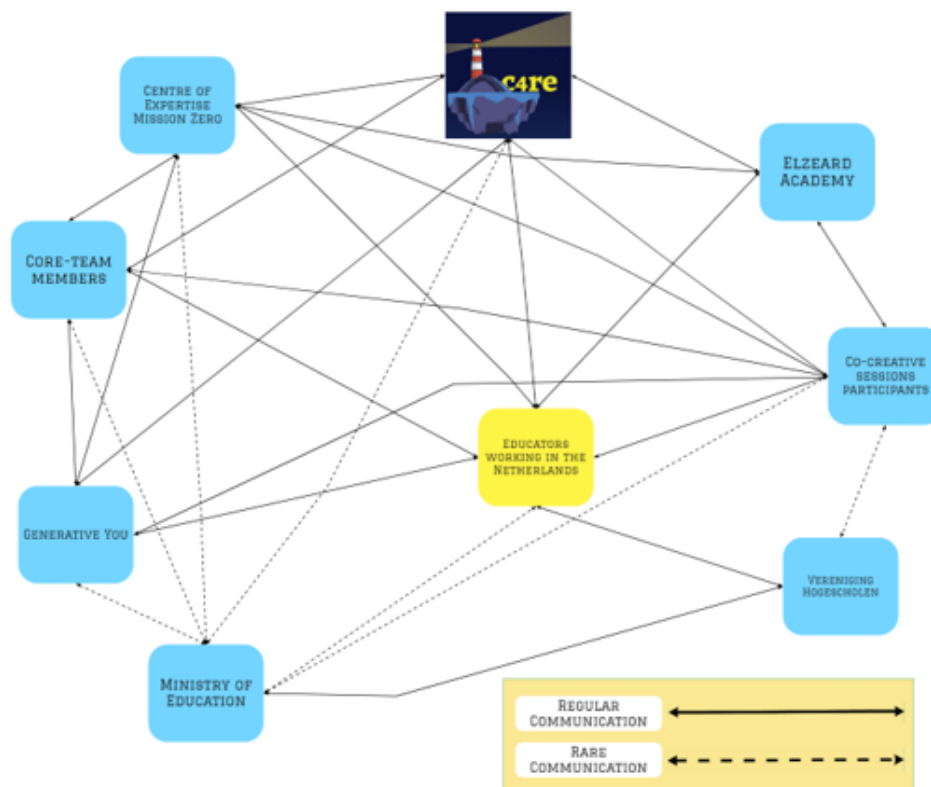 c4re
Centre of
Expertise
Mission Zero
Elzeard
Academy
Core-team
members
Co-creative
sessions
participants
Educators
working in the
Netherlands
Generative You
Vereniging
Hogescholen
Ministry of
Education
Regular
Communication
Rare
Communication